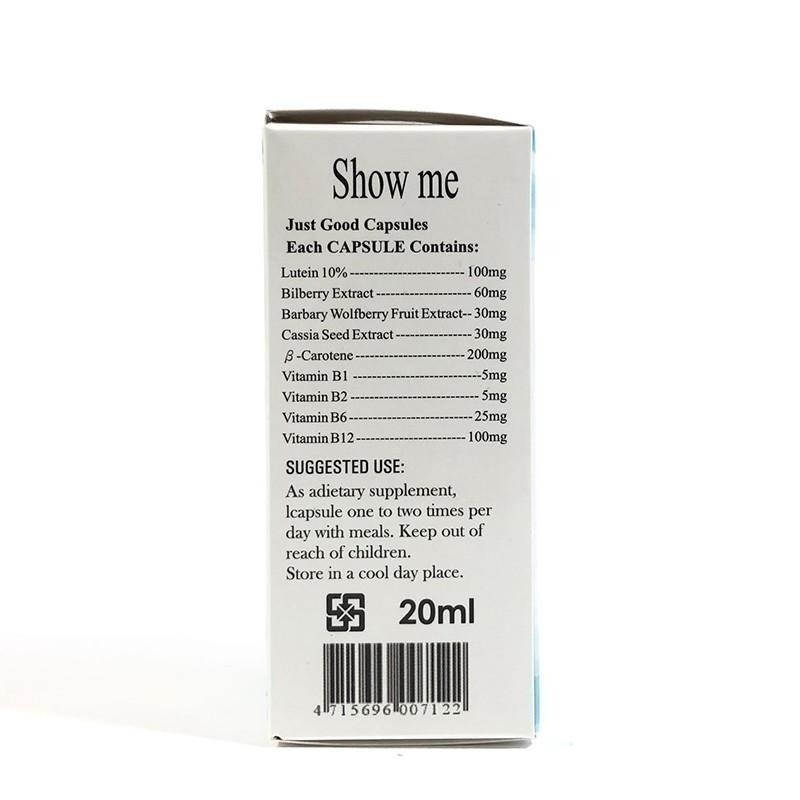 Show me
Just Good Capsules
Each CAPSULE Contains:
Lutein 10% ------------------------ 100mg
Bilberry Extract -------------------- 60mg
Barbary Wolfberry Fruit Extract-- 30mg
Cassia Seed Extract ---------------- 30mg
β-Carotene ----------------------- 200mg
Vitamin B1 ---------------------------5mg
Vitamin B2 --------------------------- 5mg
Vitamin B6 -------------------------- 25mg
Vitamin B12 ----------------------- 100mg
SUGGESTED USE:
As adietary supplement,
lcapsule one to two times per
day with meals. Keep out of
reach of children.
Store in a cool day place.
20ml
4 715696 007122